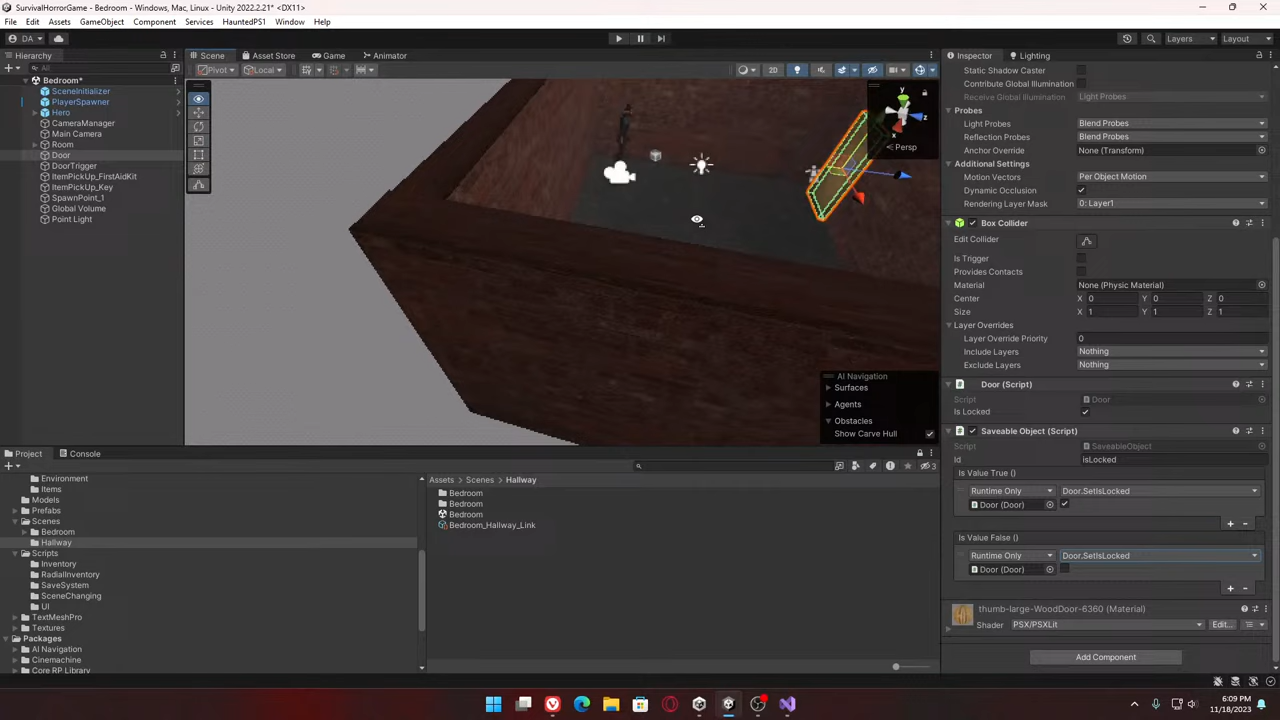 SurvivalHorrorGame - Bedroom - Windows, Mac, Linux - Unity 2022.2.21* <DX11>
File Edit Assets GameObject Component Services HauntedPS1 Window Help
DA
Layers Layout
Hierarchy
Scene Asset Store Game Animator
Inspector Lighting
All
Pivot Local 2D
Bedroom*
SceneInitializer
PlayerSpawner
Hero
CameraManager
Main Camera
Room
Door
DoorTrigger
ItemPickUp_FirstAidKit
ItemPickUp_Key
SpawnPoint_1
Global Volume
Point Light
y
z
x
Persp
AI Navigation
Surfaces
Agents
Obstacles
Show Carve Hull
Static Shadow Caster
Contribute Global Illumination
Receive Global Illumination Light Probes
Probes
Light Probes Blend Probes
Reflection Probes Blend Probes
Anchor Override None (Transform)
Additional Settings
Motion Vectors Per Object Motion
Dynamic Occlusion
Rendering Layer Mask 0: Layer1
Box Collider
Edit Collider
Is Trigger
Provides Contacts
Material None (Physic Material)
Center X 0 Y 0 Z 0
Size X 1 Y 1 Z 1
Layer Overrides
Layer Override Priority 0
Include Layers Nothing
Exclude Layers Nothing
Door (Script)
Script Door
Is Locked
Saveable Object (Script)
Script SaveableObject
Id isLocked
Is Value True ()
Runtime Only Door.SetIsLocked
Door (Door)
Is Value False ()
Runtime Only Door.SetIsLocked
Door (Door)
thumb-large-WoodDoor-6360 (Material)
Shader PSX/PSXLit Edit...
Add Component
Project Console
3
Environment
Items
Models
Prefabs
Scenes
Bedroom
Hallway
Scripts
Inventory
RadialInventory
SaveSystem
SceneChanging
UI
TextMeshPro
Textures
Packages
AI Navigation
Cinemachine
Core RP Library
Assets > Scenes > Hallway
Bedroom
Bedroom
Bedroom
Bedroom_Hallway_Link
6:09 PM
11/18/2023